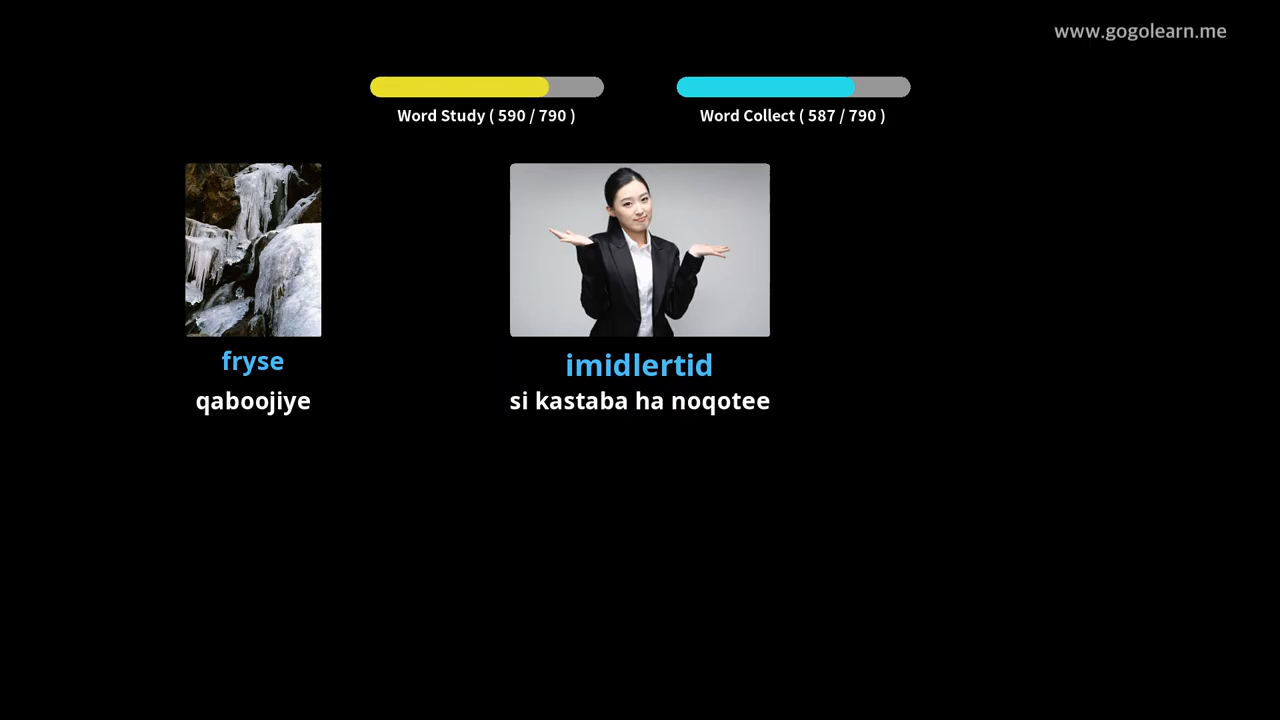 www.gogolearn.me
Word Study ( 590 / 790 )
Word Collect ( 587 / 790 )
fryse
qaboojiye
imidlertid
si kastaba ha noqotee